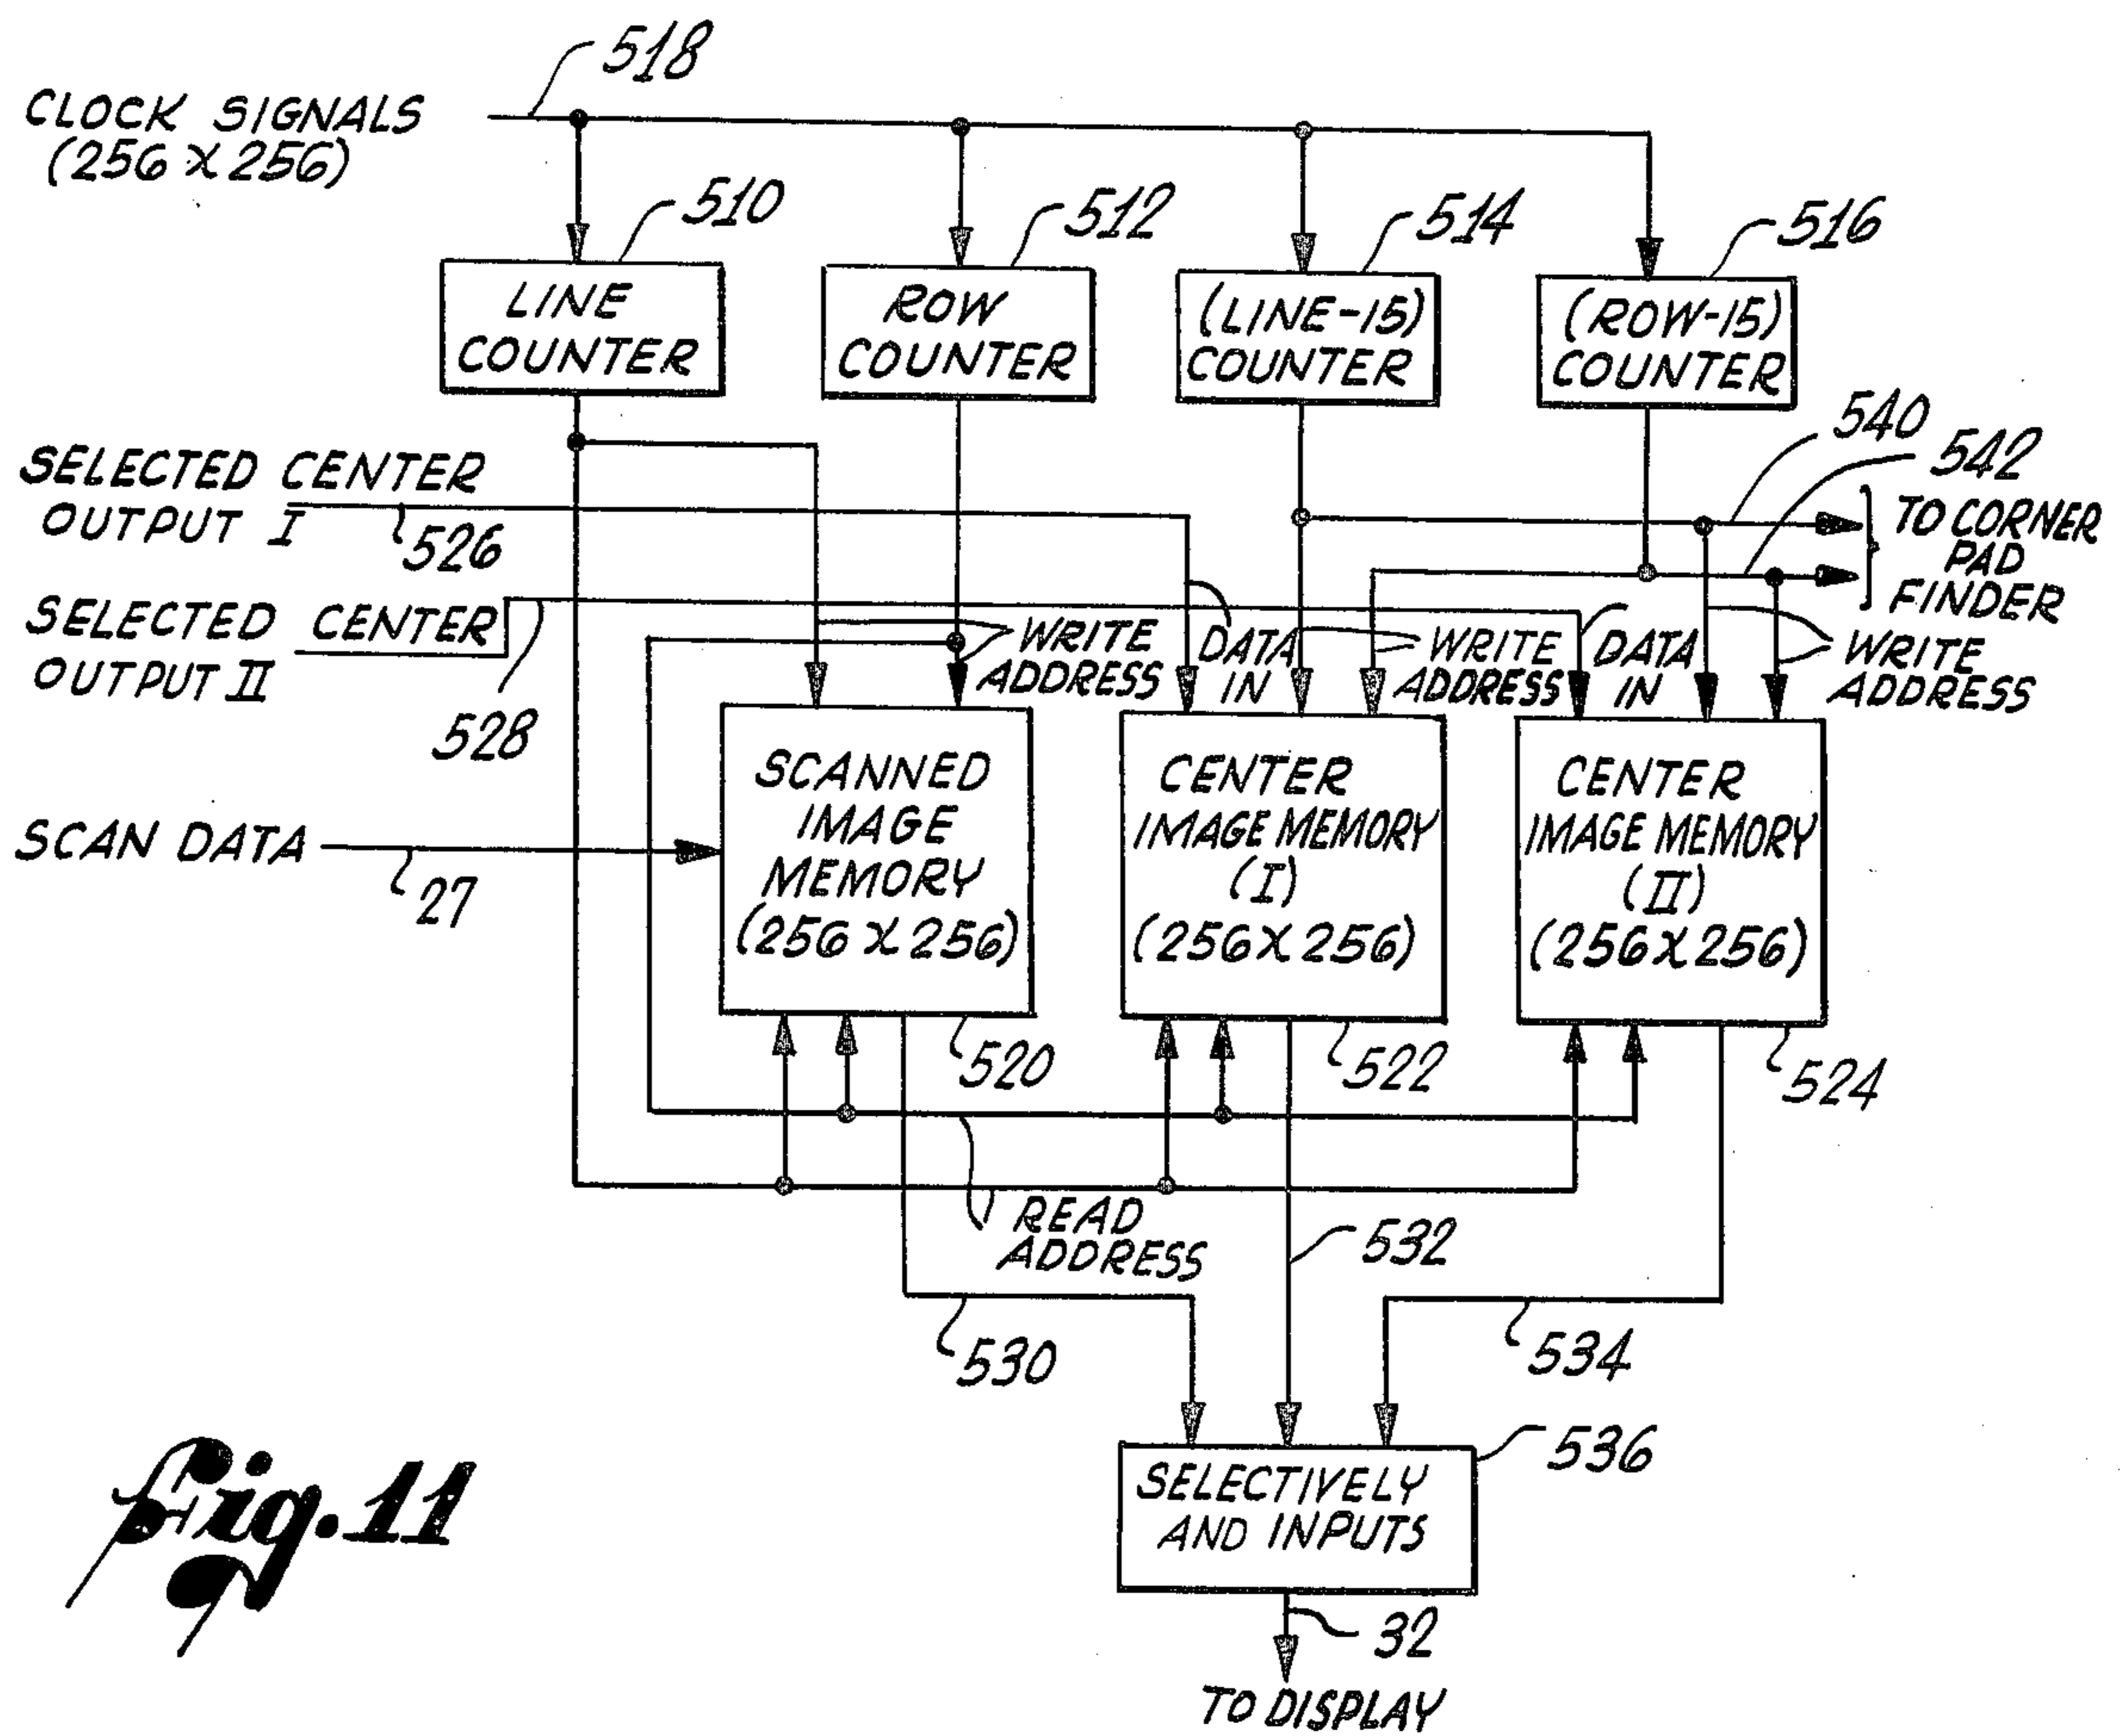 518
CLOCK SIGNALS
(256 X 256)
510
512
514
516
LINE
COUNTER
ROW
COUNTER
(LINE-15)
COUNTER
(ROW-15)
COUNTER
540
542
SELECTED CENTER
OUTPUT I
526
TO CORNER
PAD
FINDER
SELECTED CENTER
OUTPUT II
528
WRITE
ADDRESS
DATA
IN
WRITE
ADDRESS
DATA
IN
WRITE
ADDRESS
SCAN DATA
27
SCANNED
IMAGE
MEMORY
(256 X 256)
CENTER
IMAGE MEMORY
(I)
(256 X 256)
CENTER
IMAGE MEMORY
(II)
(256 X 256)
520
522
524
READ
ADDRESS
532
530
534
536
SELECTIVELY
AND INPUTS
32
TO DISPLAY
Fig. 11